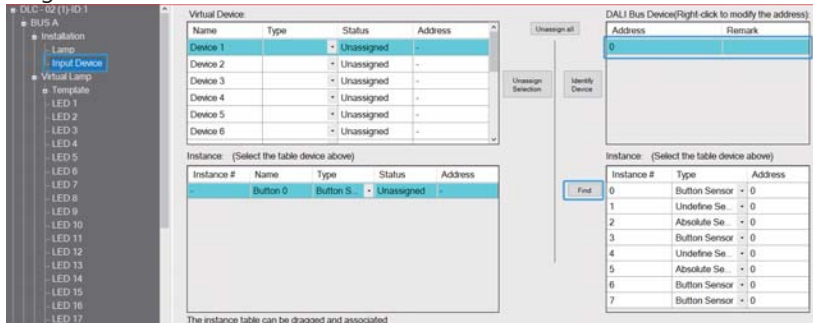 DLC - 02 (1)-ID:1
BUS A
Installation
Lamp
Input Device
Virtual Lamp
Template
LED 1
LED 2
LED 3
LED 4
LED 5
LED 6
LED 7
LED 8
LED 9
LED 10
LED 11
LED 12
LED 13
LED 14
LED 15
LED 16
LED 17
Virtual Device:
Name Type Status Address
Device 1 Unassigned -
Device 2 Unassigned -
Device 3 Unassigned -
Device 4 Unassigned -
Device 5 Unassigned -
Device 6 Unassigned -
Instance: (Select the table device above)
Instance # Name Type Status Address
- Button 0 Button S... Unassigned -
The instance table can be dragged and associated
Unassign all
Unassign Selection
Identify Device
Find
DALI Bus Device(Right-click to modify the address)
Address Remark
0
Instance: (Select the table device above)
Instance # Type Address
0 Button Sensor 0
1 Undefine Se... 0
2 Absolute Se... 0
3 Button Sensor 0
4 Undefine Se... 0
5 Absolute Se... 0
6 Button Sensor 0
7 Button Sensor 0